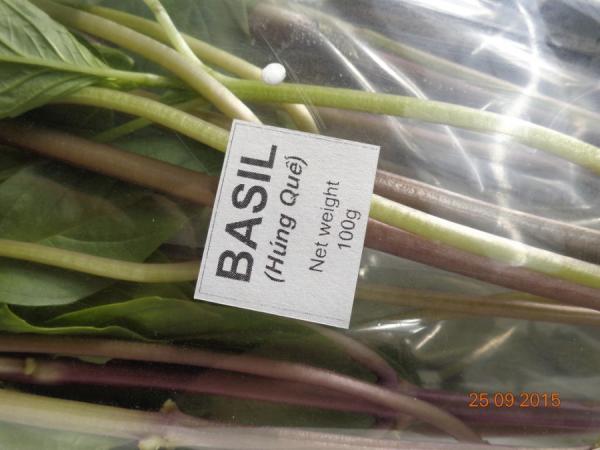 BASIL
(Húng Quế)
Net weight
100g
25 09 2015